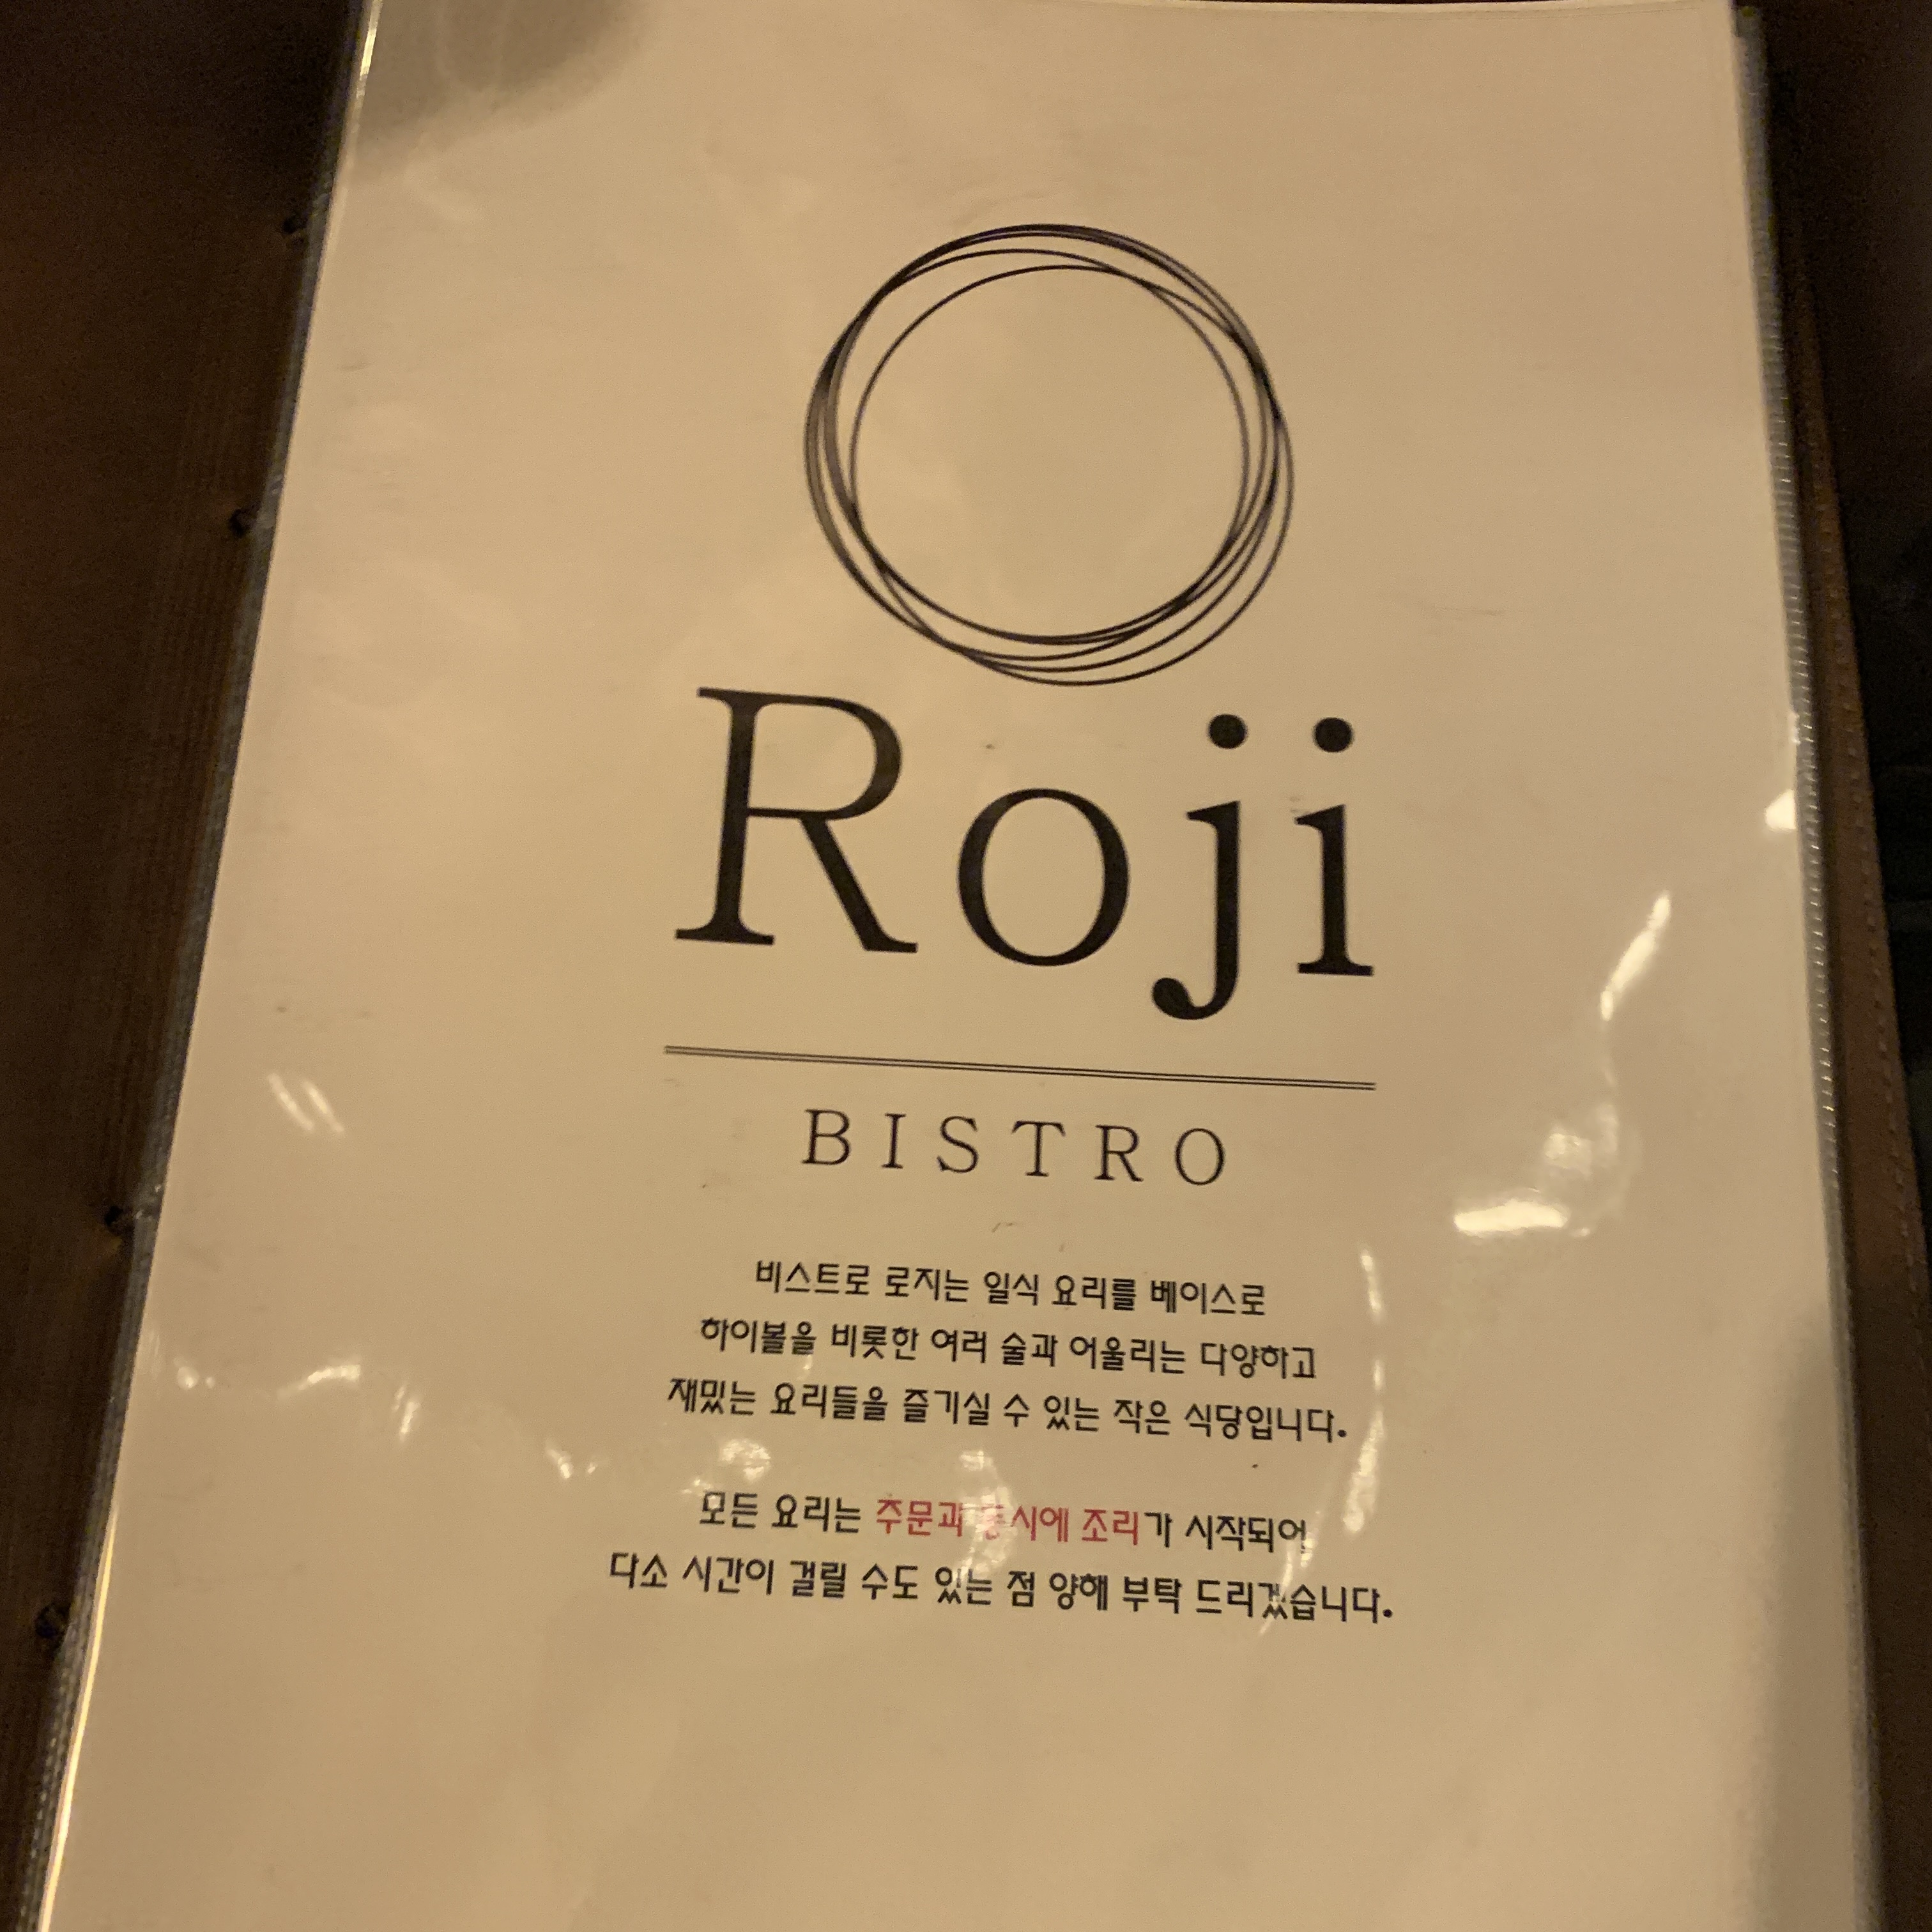 Roji
BISTRO
비스트로 로지는 일식 요리를 베이스로
하이볼을 비롯한 여러 술과 어울리는 다양하고
재밌는 요리들을 즐기실 수 있는 작은 식당입니다.
모든 요리는 주문과 동시에 조리가 시작되어
다소 시간이 걸릴 수도 있는 점 양해 부탁 드리겠습니다.